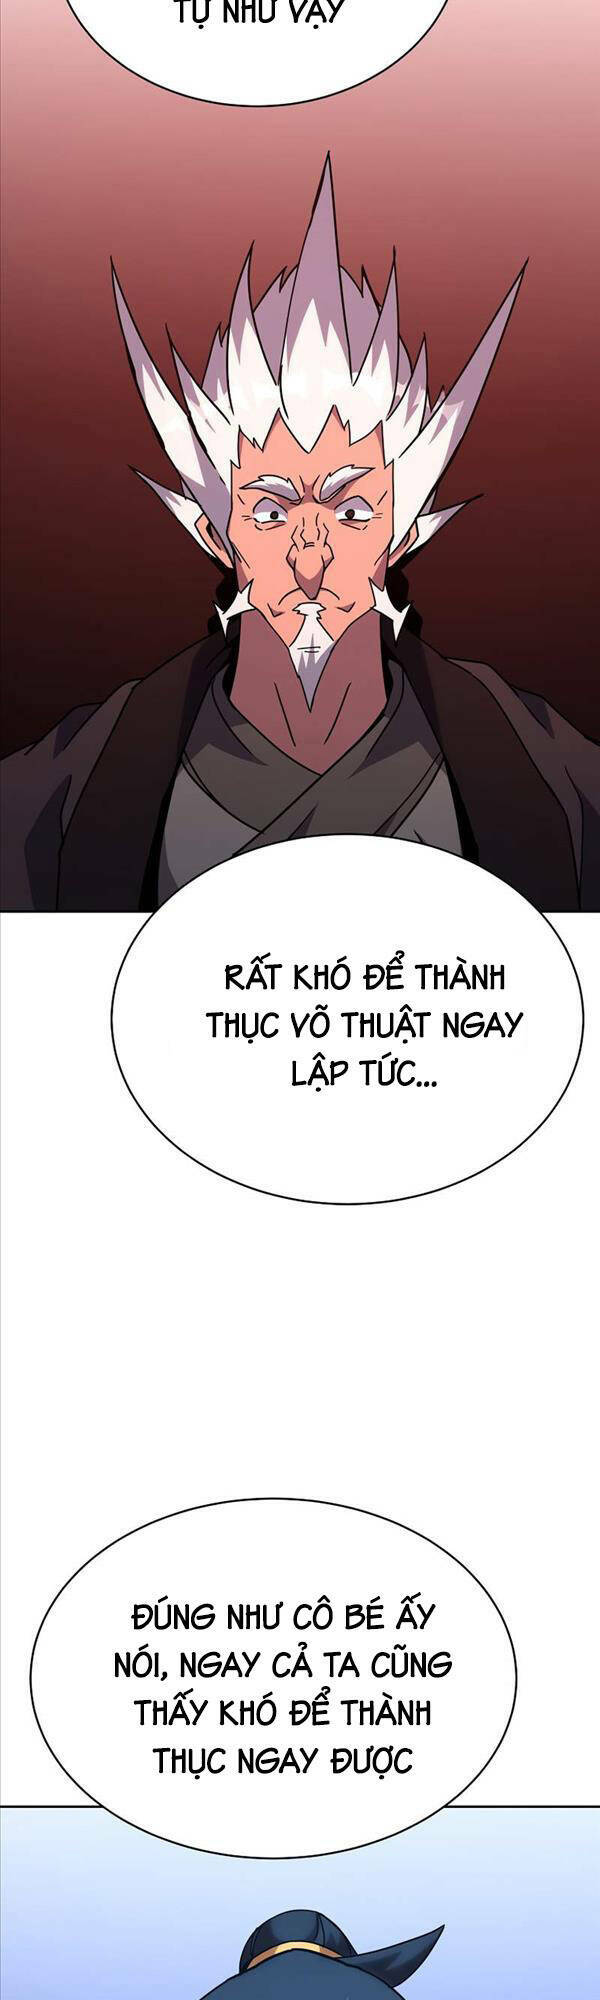 TỰ NHƯ VẬY
RẤT KHÓ ĐỂ THÀNH
THỤC VÕ THUẬT NGAY
LẬP TỨC...
ĐÚNG NHƯ CÔ BÉ ẤY
NÓI, NGAY CẢ TA CŨNG
THẤY KHÓ ĐỂ THÀNH
THỤC NGAY ĐƯỢC